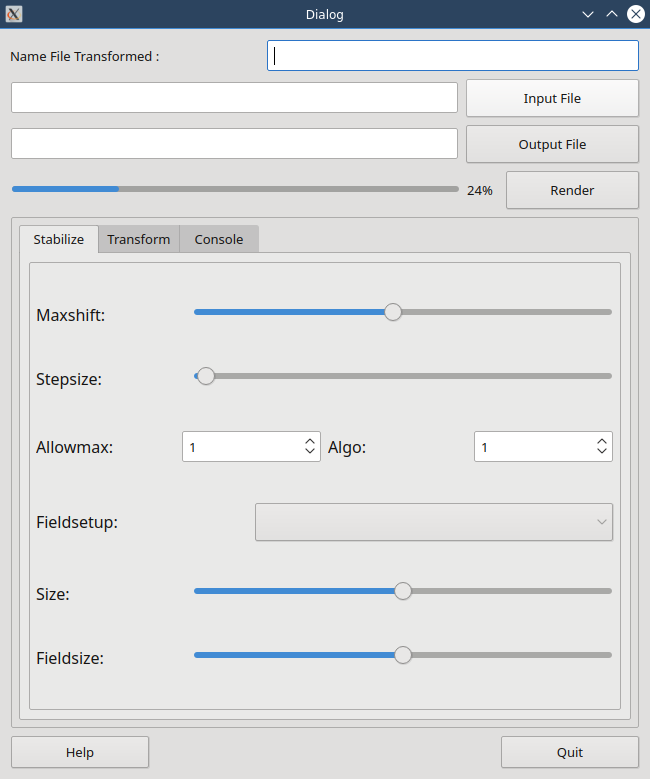 Dialog
Name File Transformed :
Input File
Output File
24% Render
Stabilize Transform Console
Maxshift:
Stepsize:
Allowmax: 1 Algo: 1
Fieldsetup:
Size:
Fieldsize:
Help Quit